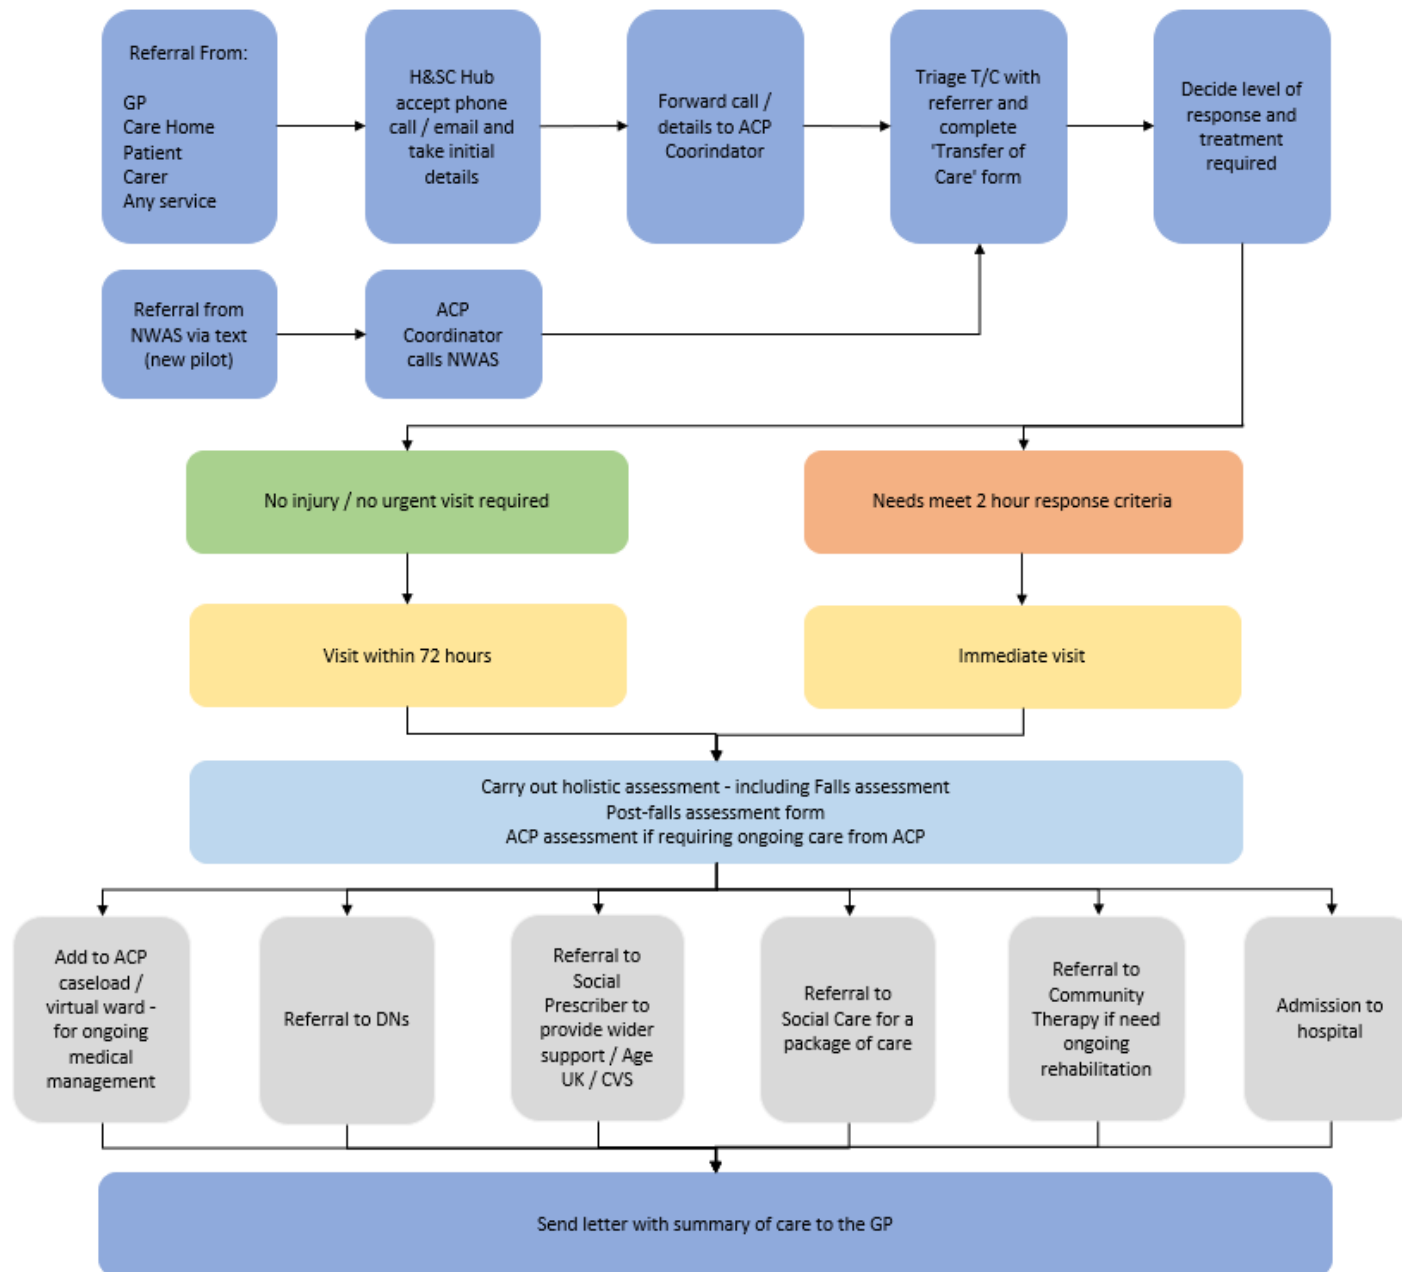 Referral From:
GP
Care Home
Patient
Carer
Any service
H&SC Hub
accept phone
call / email and
take initial
details
Forward call /
details to ACP
Coorindator
Triage T/C with
referrer and
complete
'Transfer of
Care' form
Decide level of
response and
treatment
required
Referral from
NWAS via text
(new pilot)
ACP
Coordinator
calls NWAS
No injury / no urgent visit required
Needs meet 2 hour response criteria
Visit within 72 hours
Immediate visit
Carry out holistic assessment - including Falls assessment
Post-falls assessment form
ACP assessment if requiring ongoing care from ACP
Add to ACP
caseload /
virtual ward -
for ongoing
medical
management
Referral to DNs
Referral to
Social
Prescriber to
provide wider
support / Age
UK / CVS
Referral to
Social Care for a
package of care
Referral to
Community
Therapy if need
ongoing
rehabilitation
Admission to
hospital
Send letter with summary of care to the GP